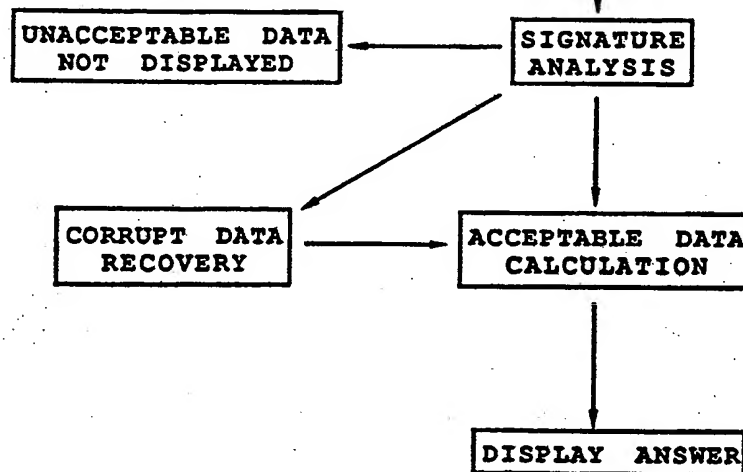 UNACCEPTABLE DATA
NOT DISPLAYED
SIGNATURE
ANALYSIS
CORRUPT DATA
RECOVERY
ACCEPTABLE DATA
CALCULATION
DISPLAY ANSWER